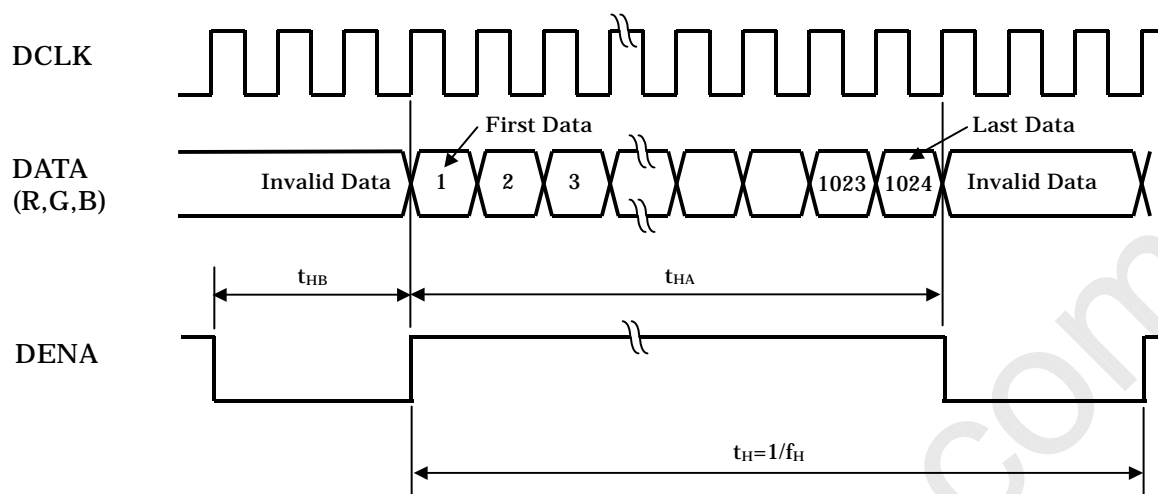 DCLK
First Data
Last Data
DATA
(R,G,B)
Invalid Data 1 2 3 1023 1024 Invalid Data
tHB tHA
DENA
tH=1/fH
com